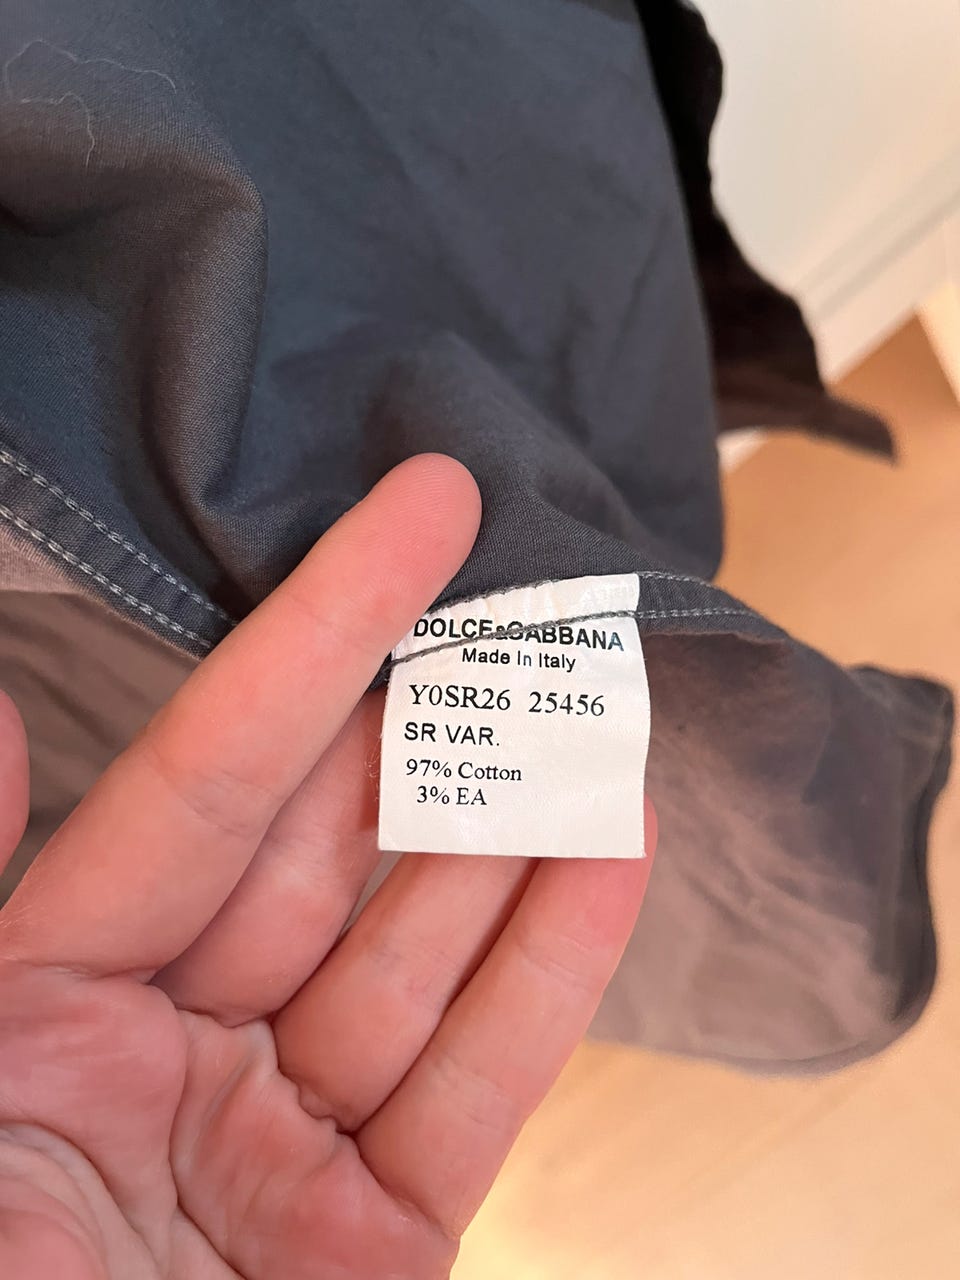 DOLCE&GABBANA
Made In Italy
Y0SR26 25456
SR VAR.
97% Cotton
3% EA